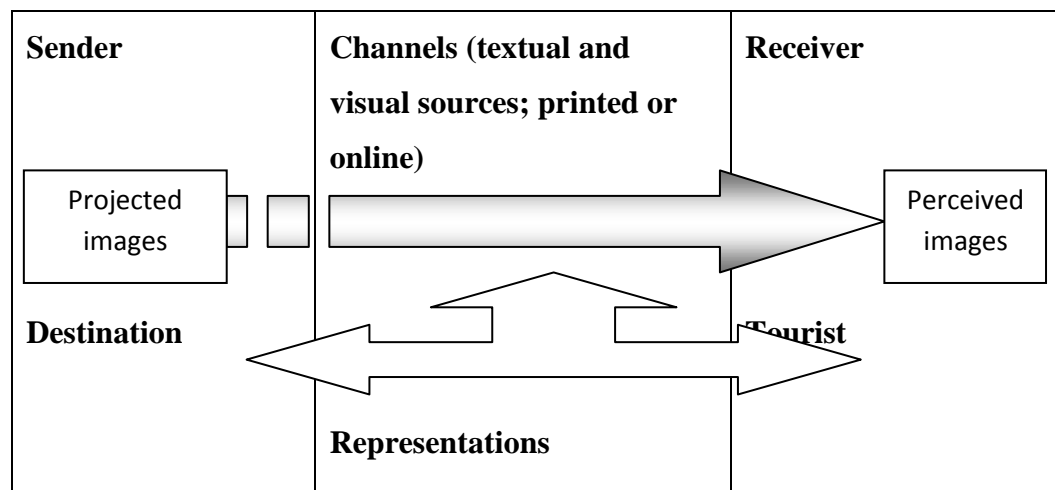 Sender
Channels (textual and
visual sources; printed or
online)
Receiver
Projected
images
Perceived
images
Destination
Tourist
Representations